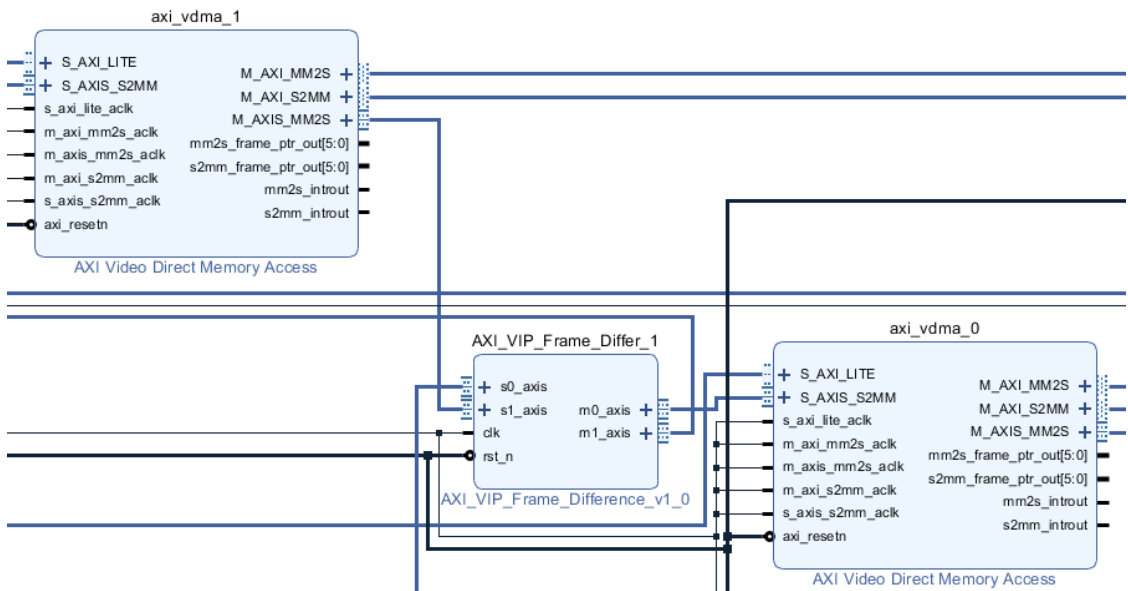 axi_vdma_1
S_AXI_LITE
S_AXIS_S2MM
s_axi_lite_aclk
m_axi_mm2s_aclk
m_axis_mm2s_aclk
m_axi_s2mm_aclk
s_axis_s2mm_aclk
axi_resetn
M_AXI_MM2S
M_AXI_S2MM
M_AXIS_MM2S
mm2s_frame_ptr_out[5:0]
s2mm_frame_ptr_out[5:0]
mm2s_introut
s2mm_introut
AXI Video Direct Memory Access
AXI_VIP_Frame_Differ_1
s0_axis
s1_axis
clk
rst_n
m0_axis
m1_axis
AXI_VIP_Frame_Difference_v1_0
axi_vdma_0
S_AXI_LITE
S_AXIS_S2MM
s_axi_lite_aclk
m_axi_mm2s_aclk
m_axis_mm2s_aclk
m_axi_s2mm_aclk
s_axis_s2mm_aclk
axi_resetn
M_AXI_MM2S
M_AXI_S2MM
M_AXIS_MM2S
mm2s_frame_ptr_out[5:0]
s2mm_frame_ptr_out[5:0]
mm2s_introut
s2mm_introut
AXI Video Direct Memory Access